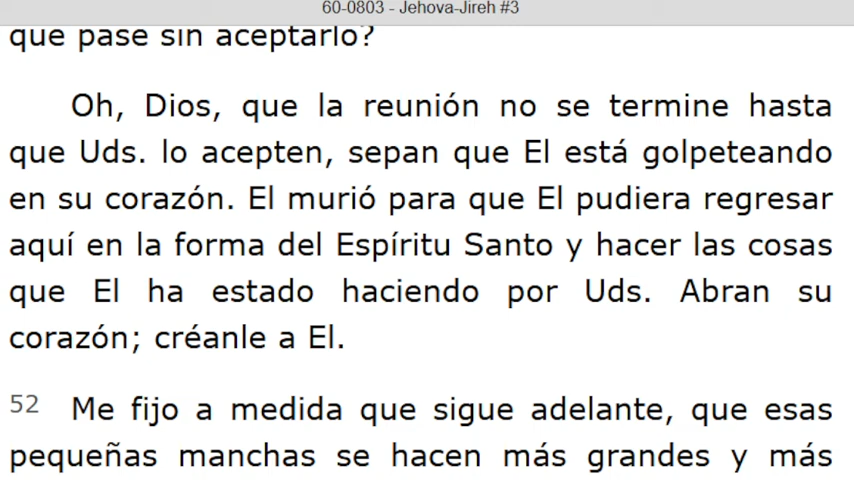 60-0803 - Jehova-Jireh #3
que pase sin aceptarlo?
Oh, Dios, que la reunión no se termine hasta
que Uds. lo acepten, sepan que El está golpeteando
en su corazón. El murió para que El pudiera regresar
aquí en la forma del Espíritu Santo y hacer las cosas
que El ha estado haciendo por Uds. Abran su
corazón; créanle a El.
52 Me fijo a medida que sigue adelante, que esas
pequeñas manchas se hacen más grandes y más